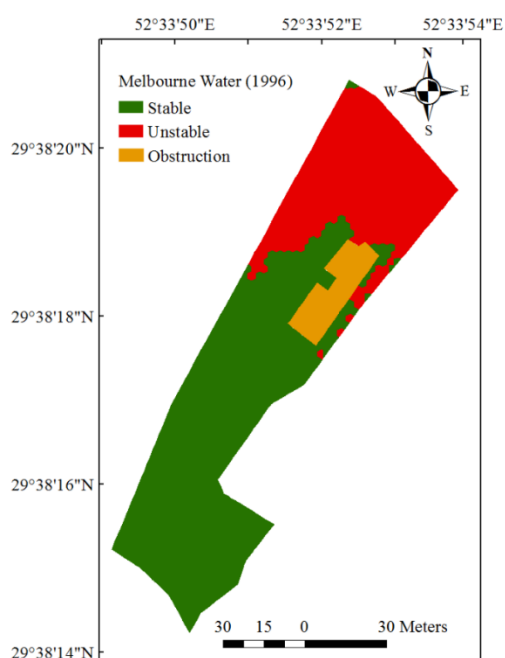 52°33'50"E 52°33'52"E 52°33'54"E
N
W E
S
Melbourne Water (1996)
Stable
Unstable
Obstruction
29°38'20"N
29°38'18"N
29°38'16"N
29°38'14"N
30 15 0 30 Meters